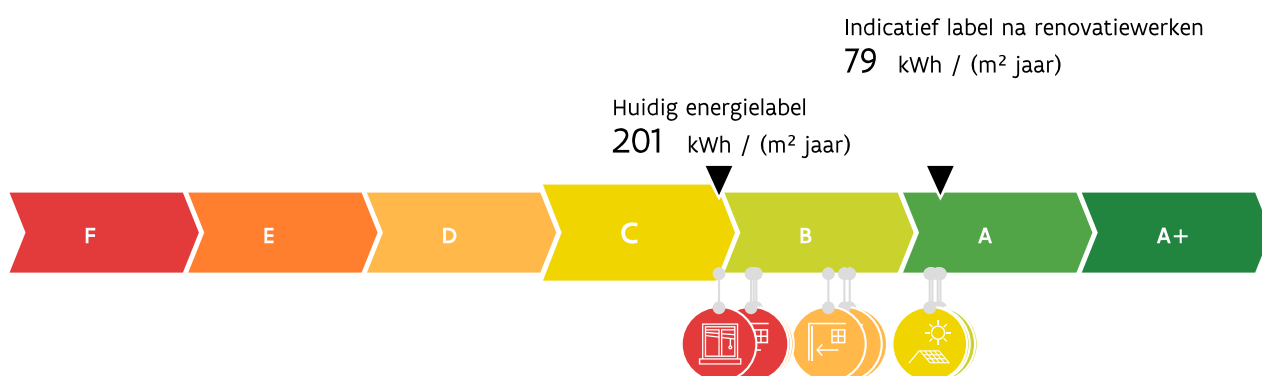 Indicatief label na renovatiewerken
79 kWh / (m² jaar)
Huidig energielabel
201 kWh / (m² jaar)
F E D C B A A+